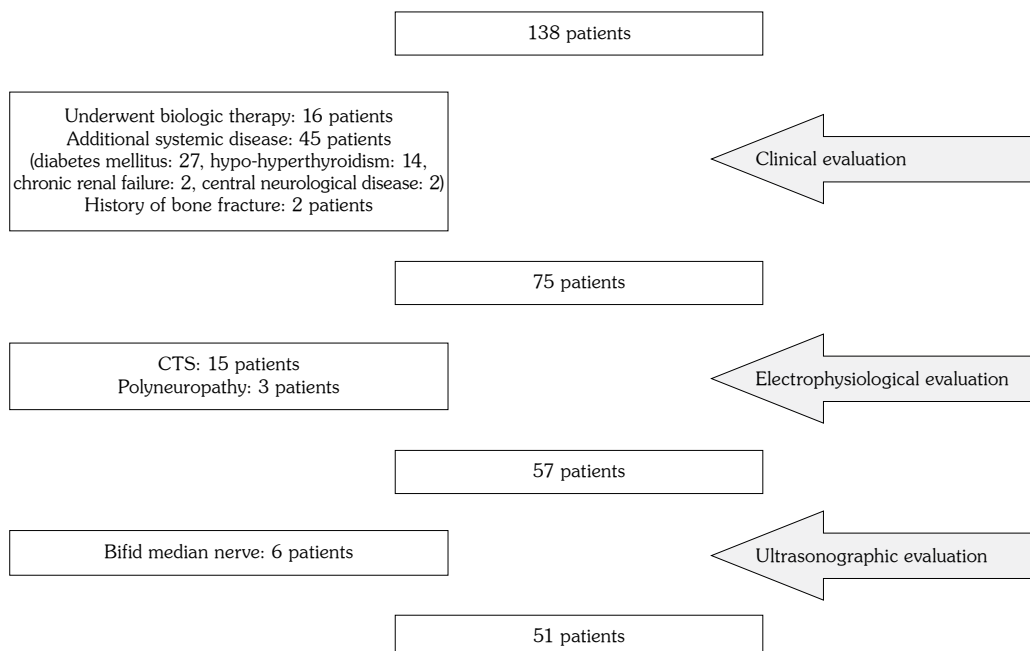 138 patients
Underwent biologic therapy: 16 patients
Additional systemic disease: 45 patients
(diabetes mellitus: 27, hypo-hyperthyroidism: 14,
chronic renal failure: 2, central neurological disease: 2)
History of bone fracture: 2 patients
Clinical evaluation
75 patients
CTS: 15 patients
Polyneuropathy: 3 patients
Electrophysiological evaluation
57 patients
Bifid median nerve: 6 patients
Ultrasonographic evaluation
51 patients